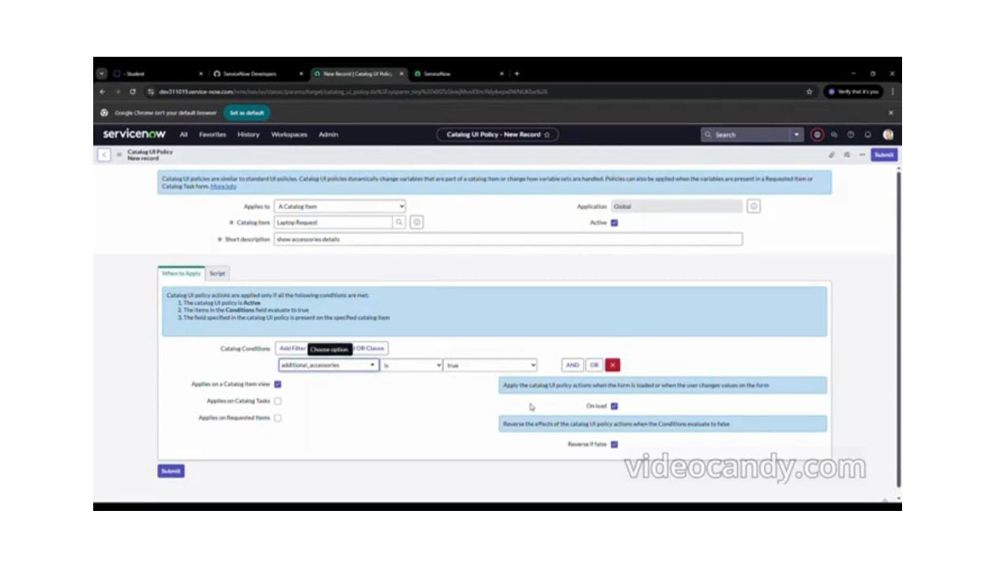 - Student
ServiceNow Developers
New Record | Catalog UI Policy
ServiceNow
dev311013.service-now.com
Verify that it's you
Google Chrome isn't your default browser
Set as default
servicenow
All
Favorites
History
Workspaces
Admin
Catalog UI Policy - New Record
Search
Catalog UI Policy
New record
Submit
Catalog UI policies are similar to standard UI policies. Catalog UI policies dynamically change variables that are part of a catalog item or change how variable sets are handled. Policies can also be applied when the variables are present in a Requested Item or
Catalog Task form. More Info
Applies to
A Catalog Item
Application
Global
* Catalog Item
Laptop Request
Active
* Short description
show accessories details
When to Apply
Script
Catalog UI policy actions are applied only if all the following conditions are met:
1. The catalog UI policy is Active
2. The items in the Conditions field evaluate to true
3. The field specified in the catalog UI policy is present on the specified catalog item
Catalog Conditions
Add Filter
Choose option
OR Clause
additional_accessories
is
true
AND
OR
X
Applies on a Catalog Item view
Apply the catalog UI policy actions when the form is loaded or when the user changes values on the form
Applies on Catalog Tasks
On load
Applies on Requested Items
Reverse the effects of the catalog UI policy actions when the Conditions evaluate to false
Reverse if false
Submit
videocandy.com